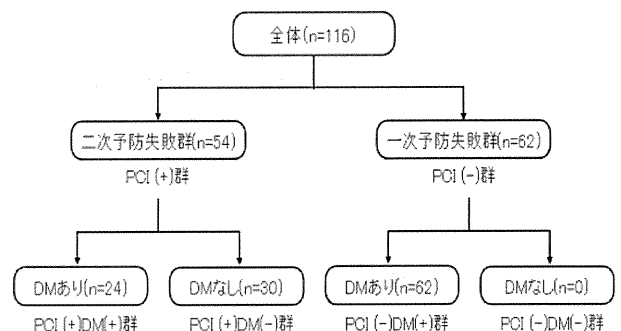 全体(n=116)
二次予防失敗群(n=54)
一次予防失敗群(n=62)
PCI (+)群
PCI (-)群
DMあり(n=24)
DMなし(n=30)
DMあり(n=62)
DMなし(n=0)
PCI (+)DM(+)群
PCI (+)DM(-)群
PCI (-)DM(+)群
PCI (-)DM(-)群